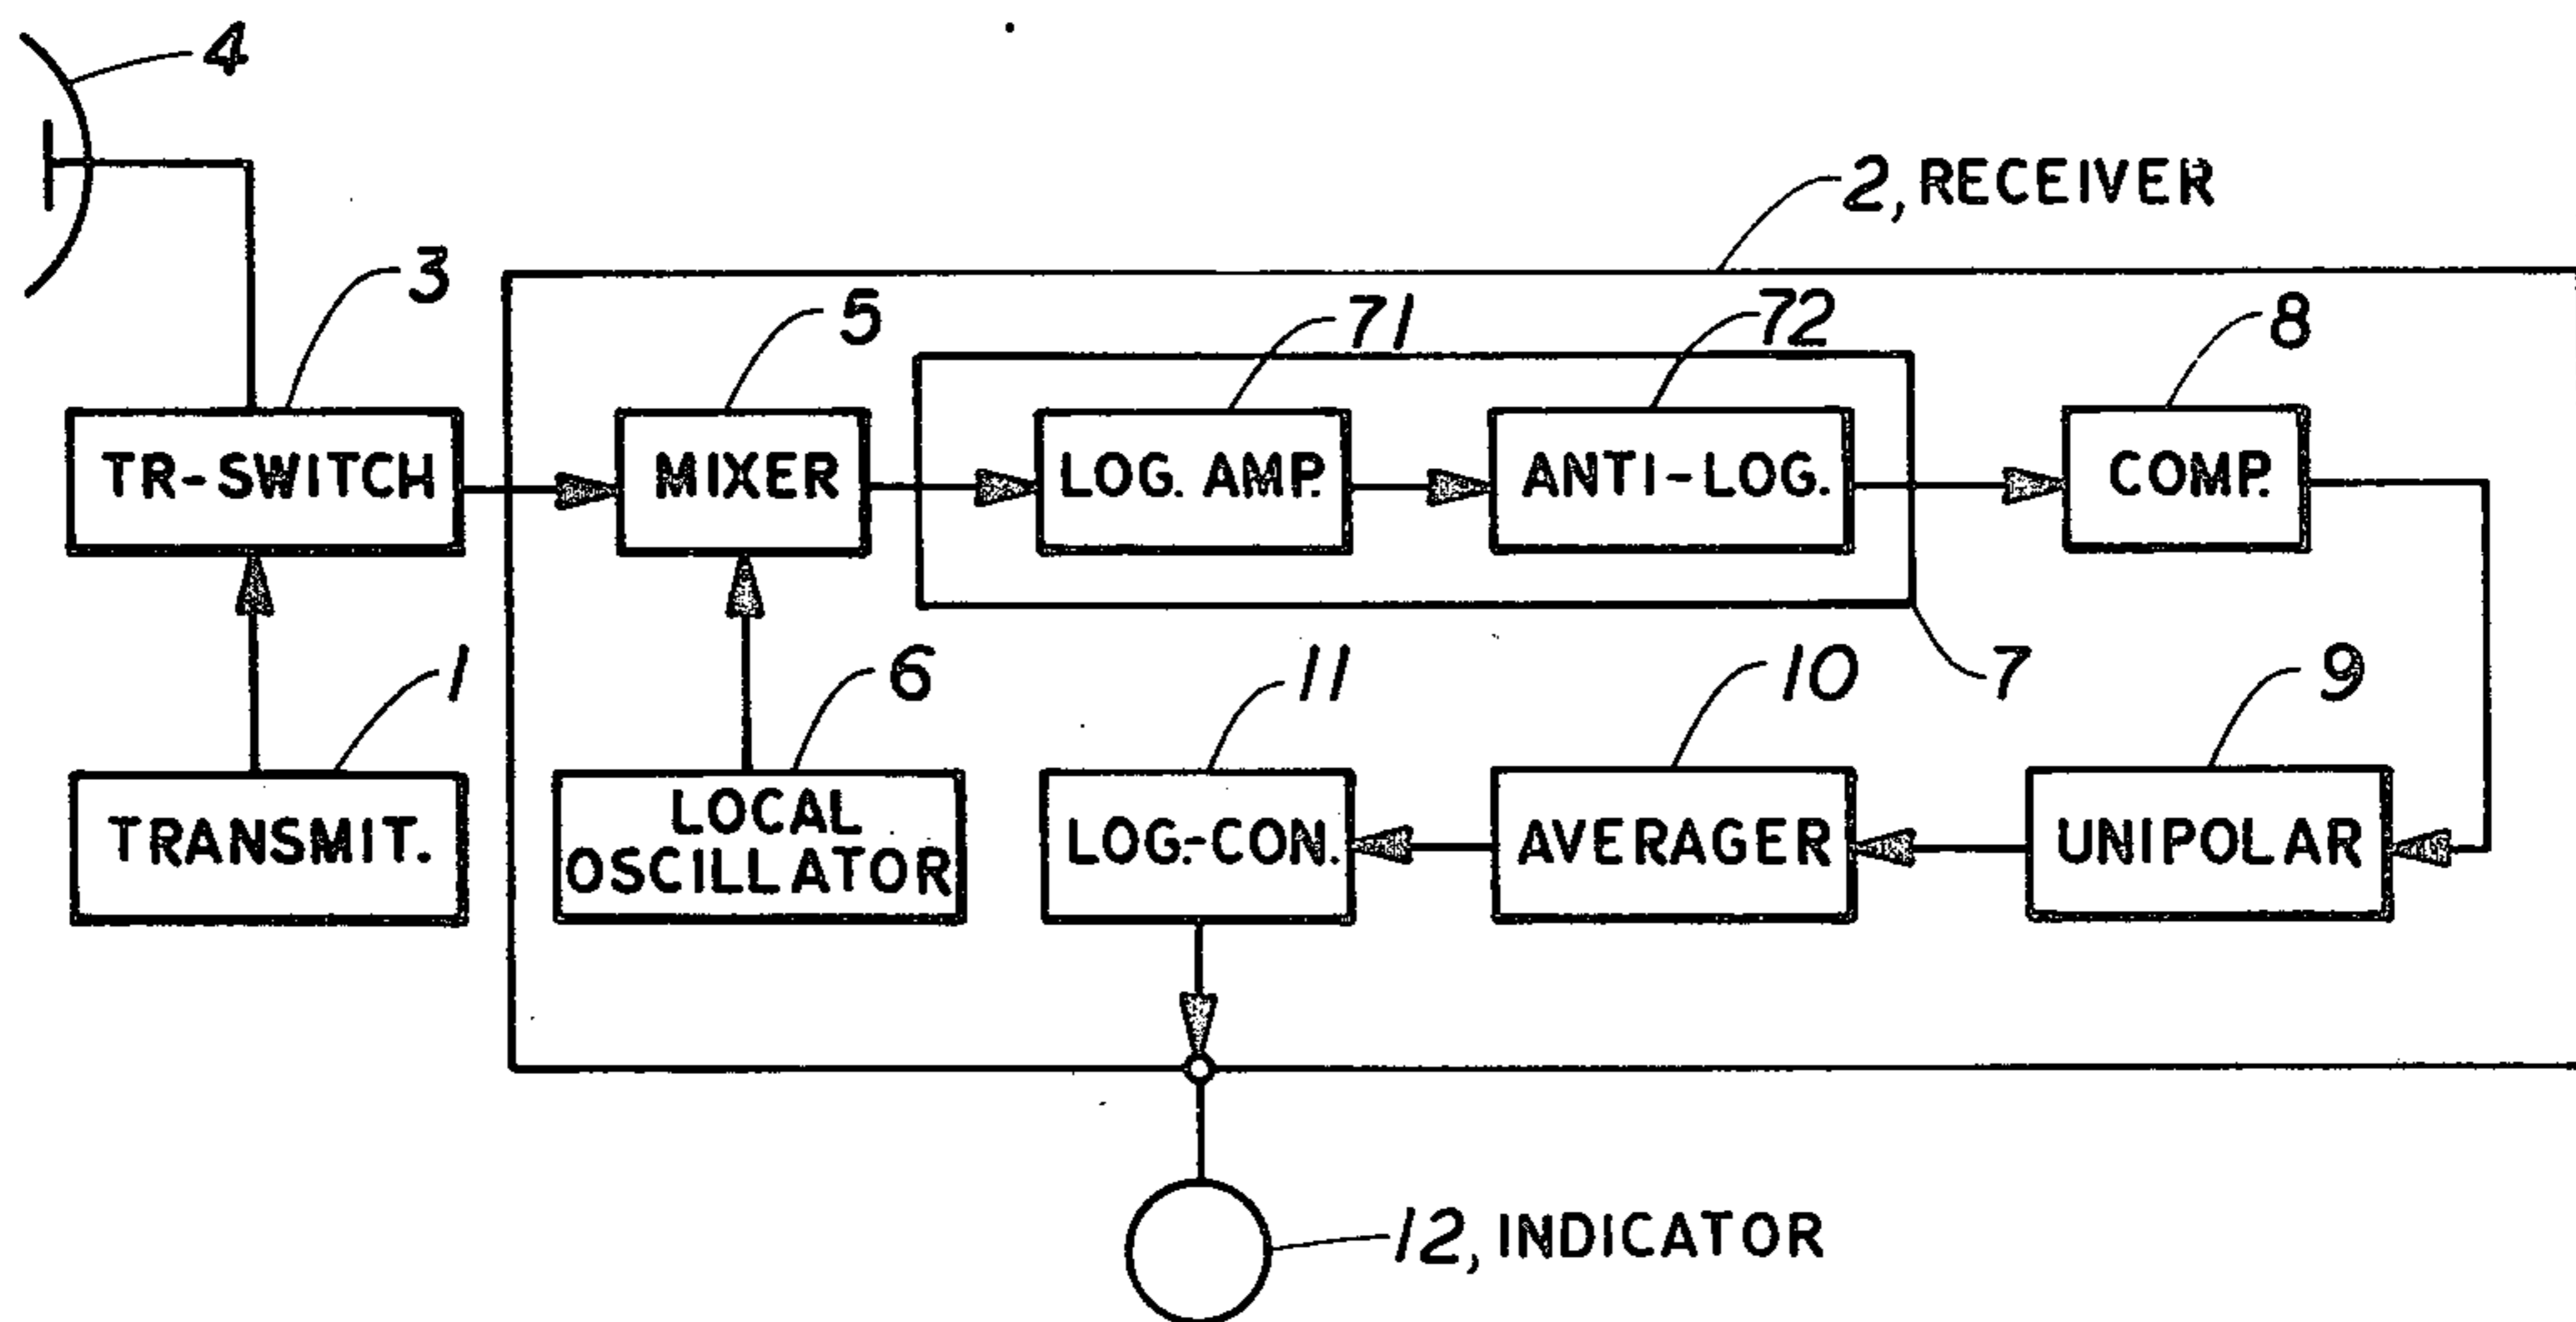 4
2, RECEIVER
3
5
71
72
8
TR-SWITCH
MIXER
LOG. AMP.
ANTI-LOG.
COMP.
1
6
11
10
7
9
TRANSMIT.
LOCAL
OSCILLATOR
LOG.-CON.
AVERAGER
UNIPOLAR
12, INDICATOR